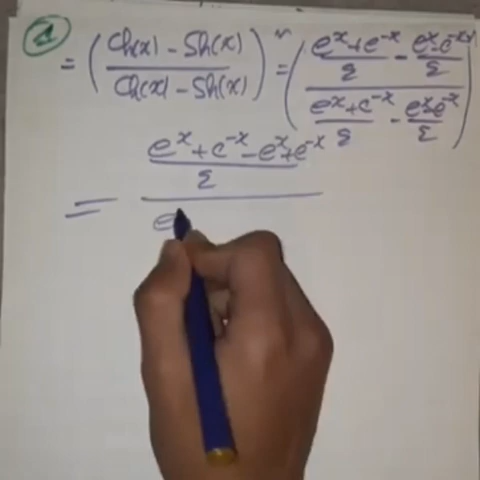 1
= ( (Ch(x) - Sh(x)) / (Ch(x) - Sh(x)) )ⁿ = ( ((e^x + e^-x)/2 - (e^x - e^-x)/2) / ((e^x + e^-x)/2 - (e^x - e^-x)/2) )
= ((e^x + e^-x - e^x + e^-x)/2) / e